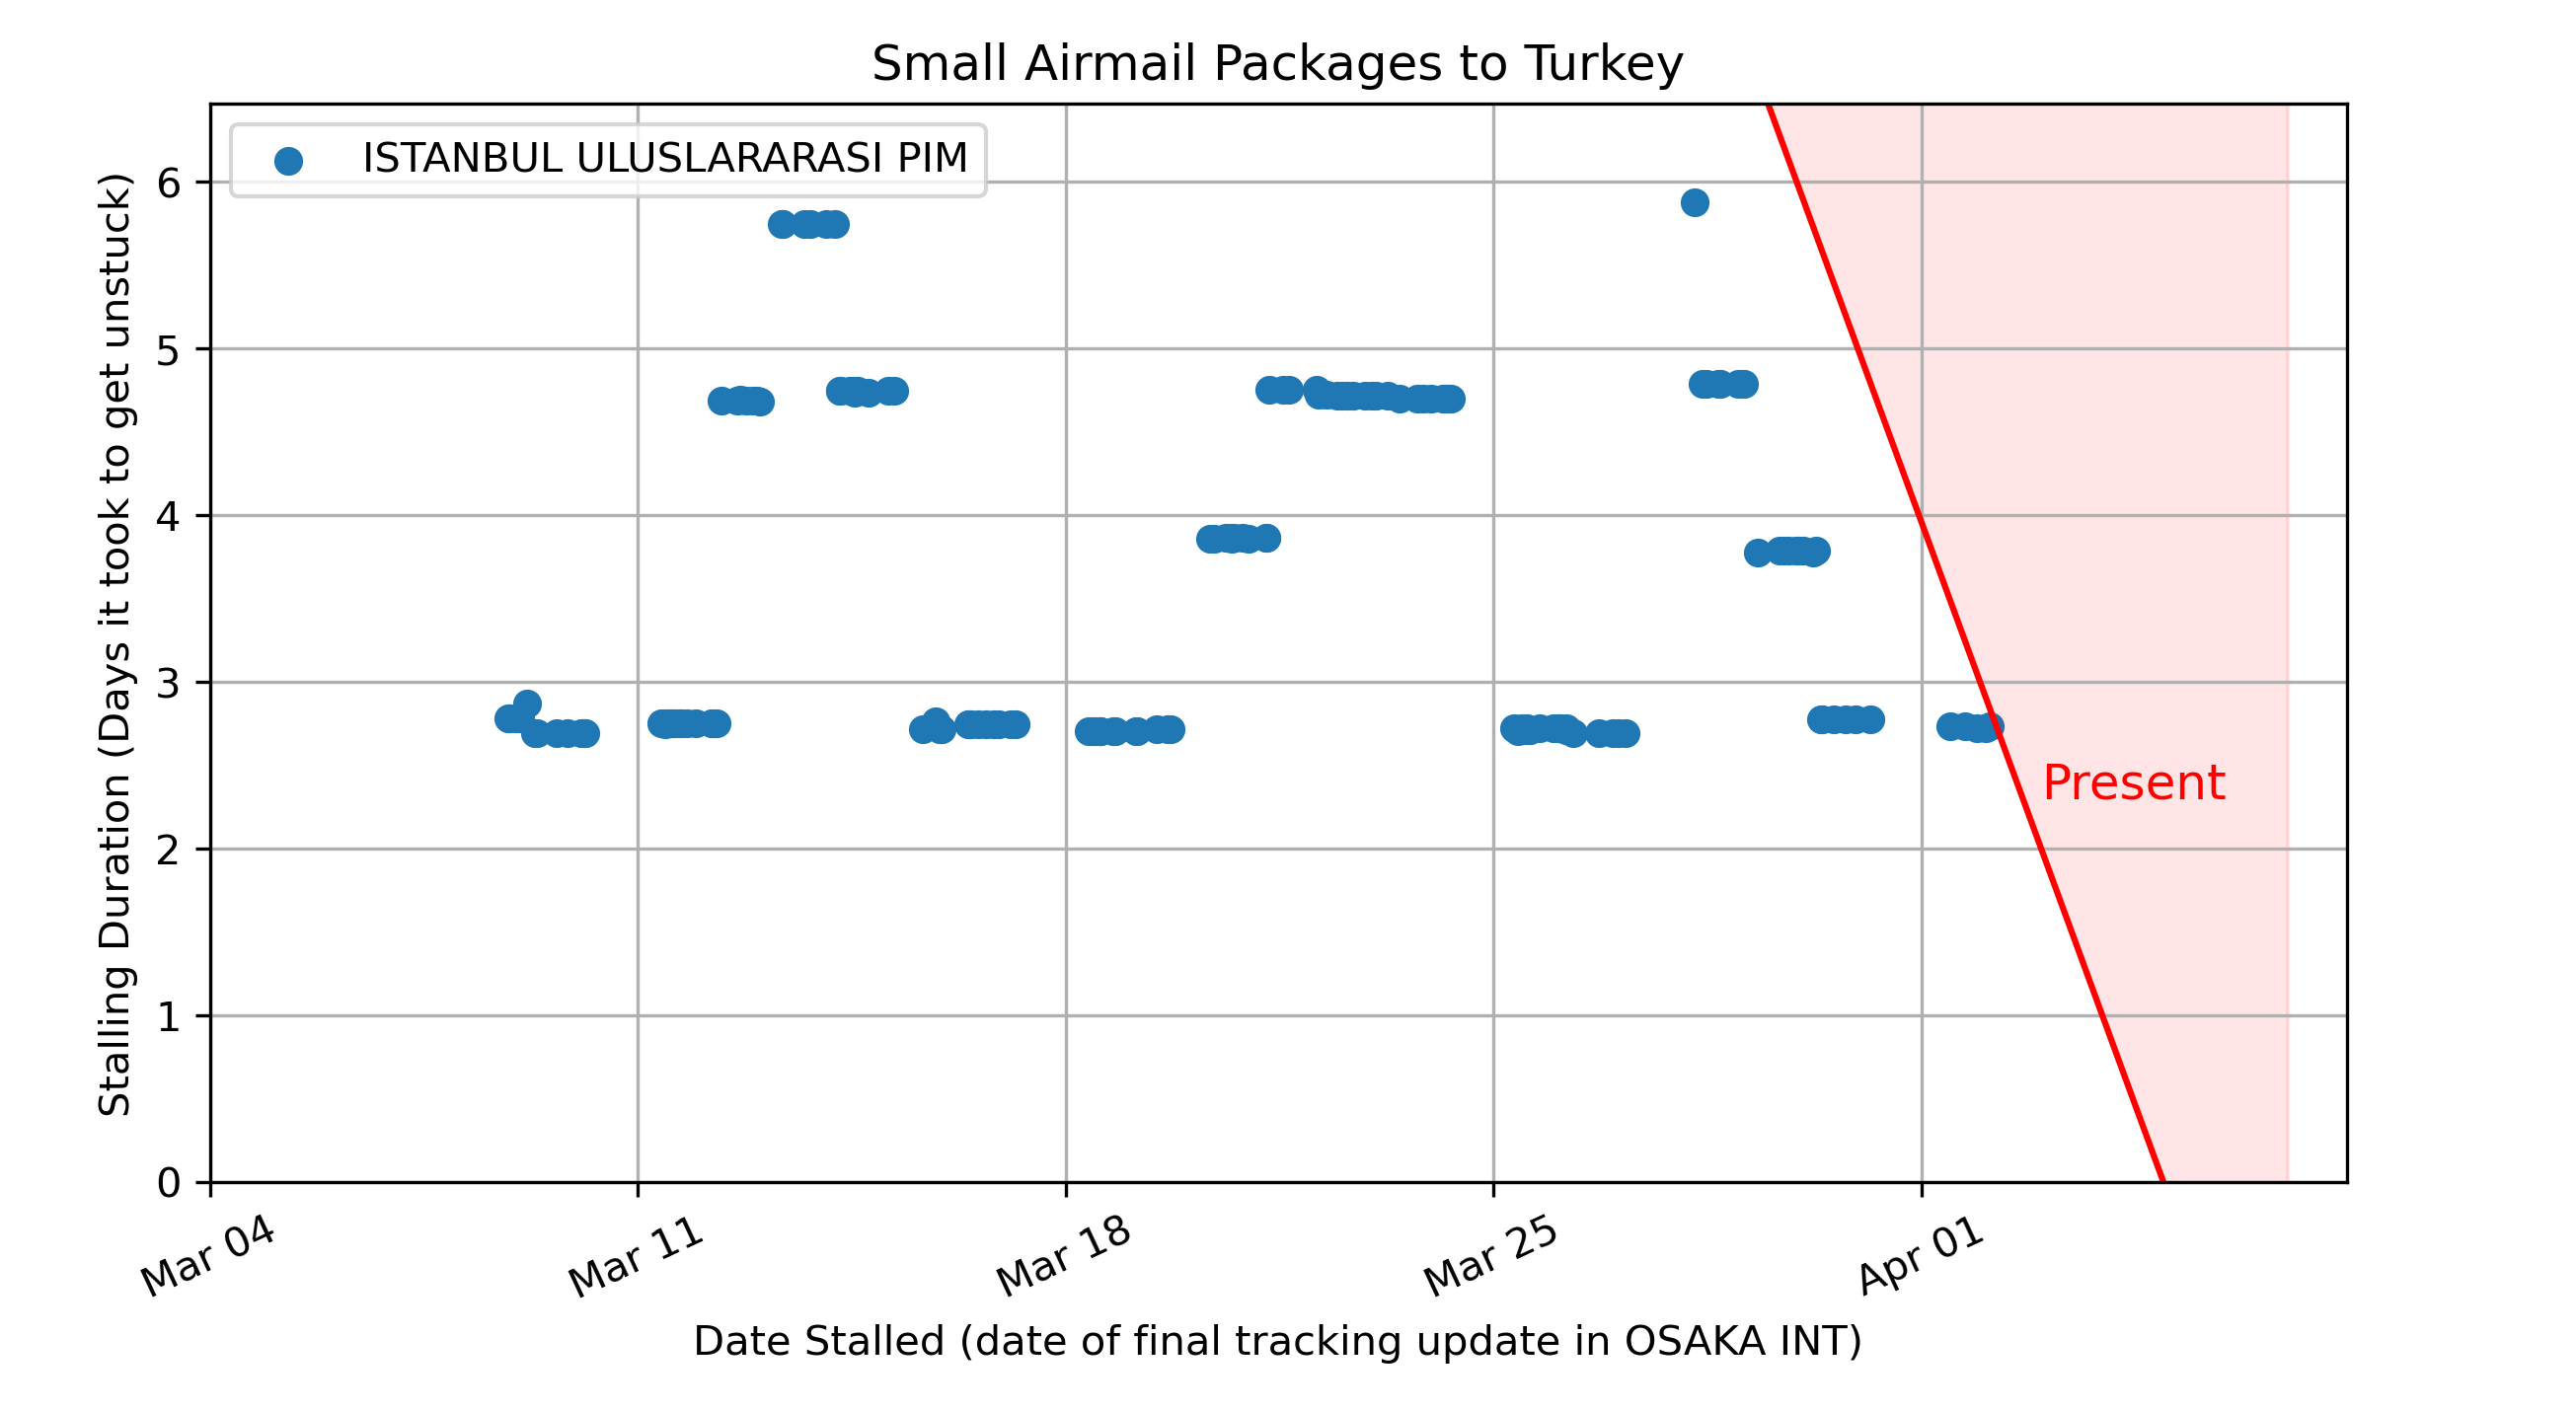 Small Airmail Packages to Turkey
ISTANBUL ULUSLARARASI PIM
Stalling Duration (Days it took to get unstuck)
6
5
4
3
2
1
0
Present
Mar 04
Mar 11
Mar 18
Mar 25
Apr 01
Date Stalled (date of final tracking update in OSAKA INT)